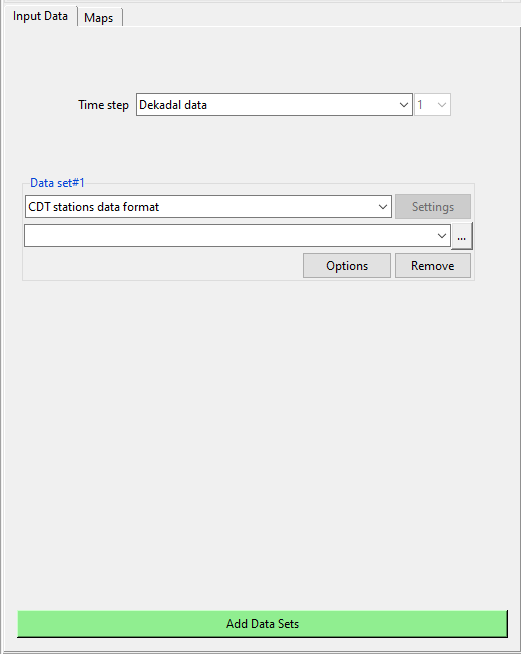 Input Data
Maps
Time step
Dekadal data
1
Data set#1
CDT stations data format
Settings
...
Options
Remove
Add Data Sets